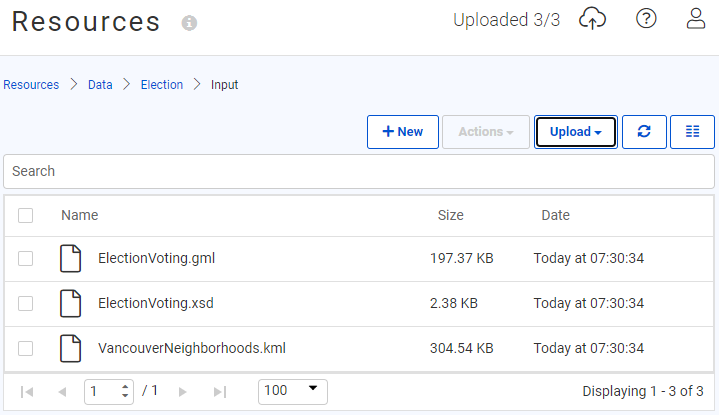 Resources
Uploaded 3/3
Resources > Data > Election > Input
+ New Actions Upload
Search
Name Size Date
ElectionVoting.gml 197.37 KB Today at 07:30:34
ElectionVoting.xsd 2.38 KB Today at 07:30:34
VancouverNeighborhoods.kml 304.54 KB Today at 07:30:34
1 / 1 100 Displaying 1 - 3 of 3